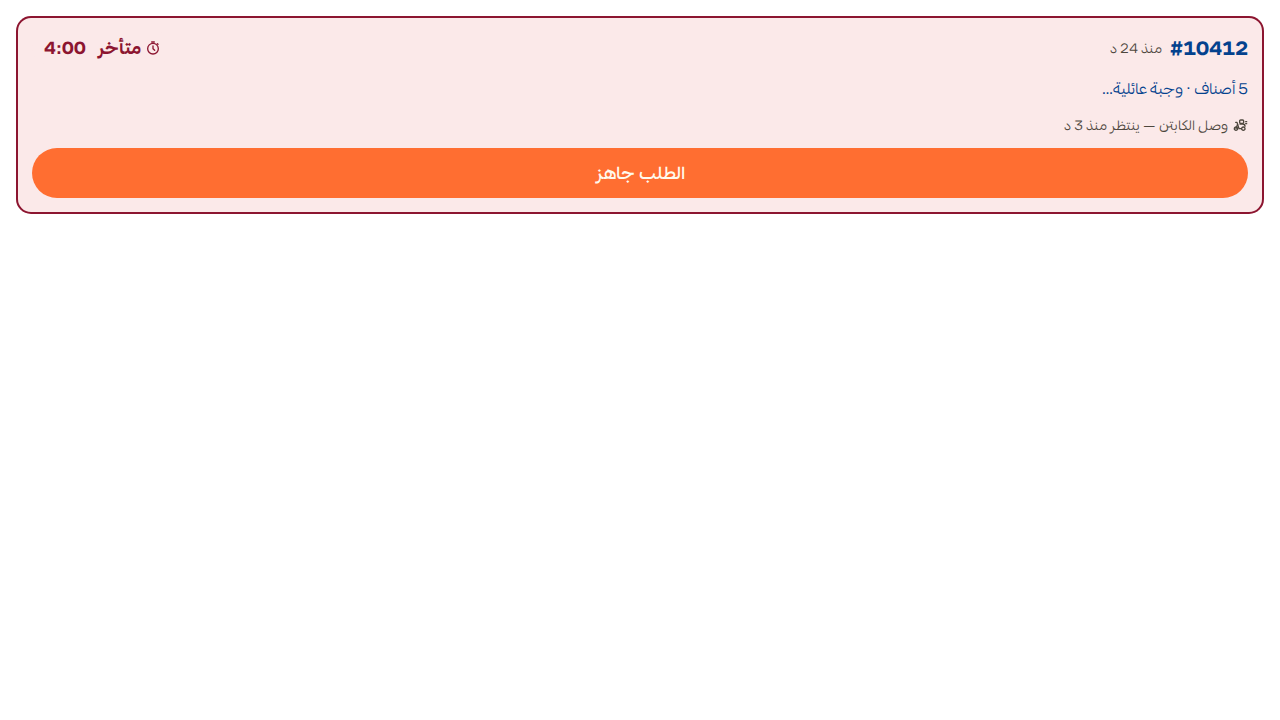 #10412 منذ 24 د متأخر 4:00
5 أصناف · وجبة عائلية...
وصل الكابتن — ينتظر منذ 3 د
الطلب جاهز